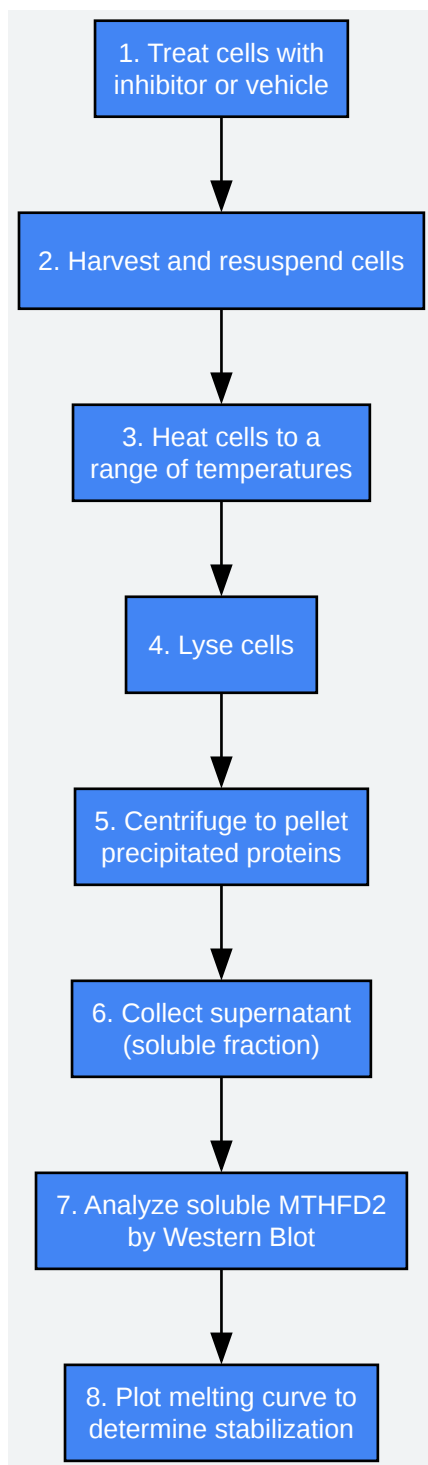 1. Treat cells with
inhibitor or vehicle
2. Harvest and resuspend cells
3. Heat cells to a
range of temperatures
4. Lyse cells
5. Centrifuge to pellet
precipitated proteins
6. Collect supernatant
(soluble fraction)
7. Analyze soluble MTHFD2
by Western Blot
8. Plot melting curve to
determine stabilization